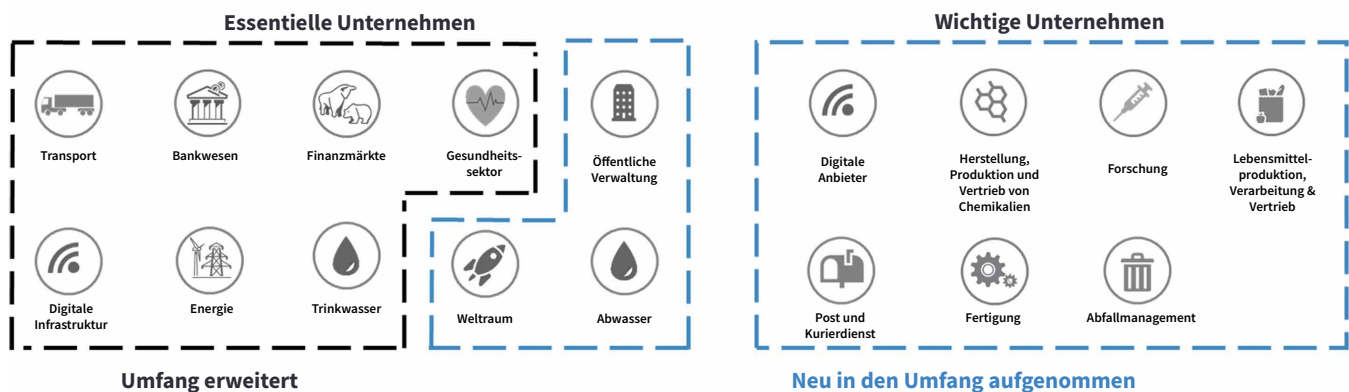 Essentielle Unternehmen
Transport
Bankwesen
Finanzmärkte
Gesundheits-
sektor
Öffentliche
Verwaltung
Digitale
Infrastruktur
Energie
Trinkwasser
Weltraum
Abwasser
Umfang erweitert
Wichtige Unternehmen
Digitale
Anbieter
Herstellung,
Produktion und
Vertrieb von
Chemikalien
Forschung
Lebensmittel-
produktion,
Verarbeitung &
Vertrieb
Post und
Kurierdienst
Fertigung
Abfallmanagement
Neu in den Umfang aufgenommen